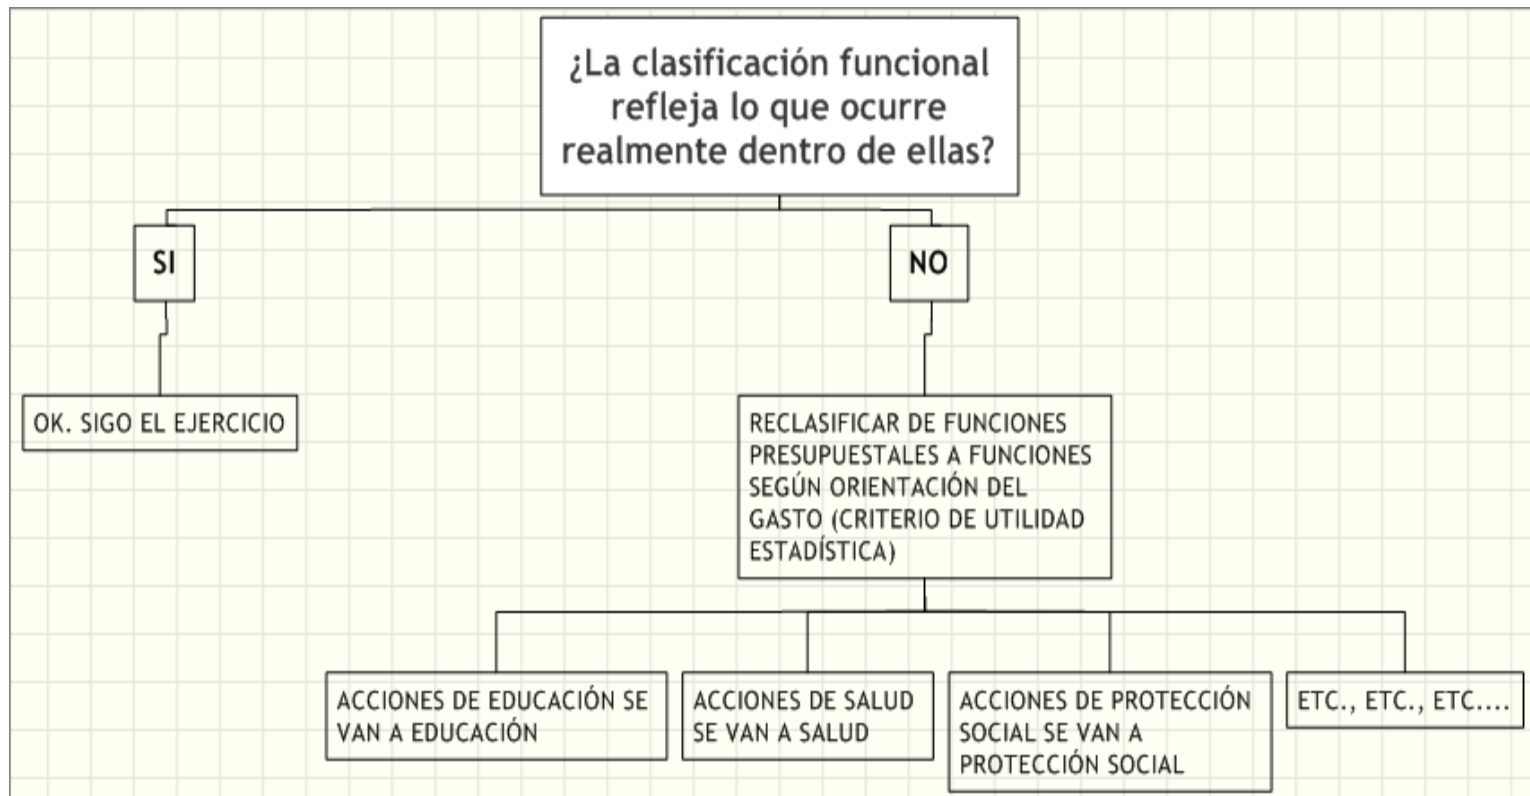 ¿La clasificación funcional
refleja lo que ocurre
realmente dentro de ellas?
SI
NO
OK. SIGO EL EJERCICIO
RECLASIFICAR DE FUNCIONES
PRESUPUESTALES A FUNCIONES
SEGÚN ORIENTACIÓN DEL
GASTO (CRITERIO DE UTILIDAD
ESTADÍSTICA)
ACCIONES DE EDUCACIÓN SE
VAN A EDUCACIÓN
ACCIONES DE SALUD
SE VAN A SALUD
ACCIONES DE PROTECCIÓN
SOCIAL SE VAN A
PROTECCIÓN SOCIAL
ETC., ETC., ETC....